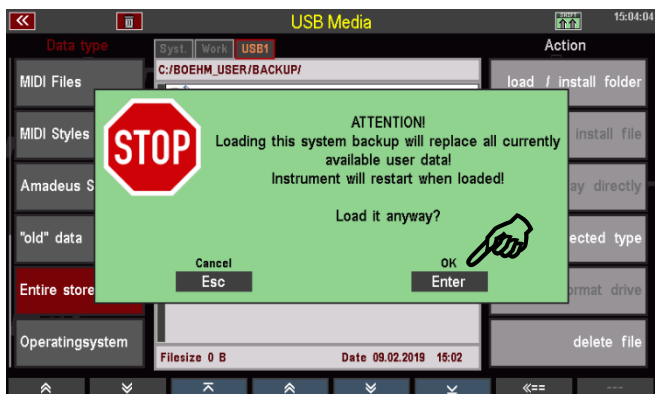 USB Media
SHIFT
15:04:04
Data type
Syst.
Work
USB1
Action
C:/BOEHM_USER/BACKUP/
MIDI Files
load / install folder
MIDI Styles
install file
Amadeus S
ay directly
"old" data
ected type
Entire store
ormat drive
Operatingsystem
delete file
STOP
ATTENTION!
Loading this system backup will replace all currently
available user data!
Instrument will restart when loaded!
Load it anyway?
Cancel
OK
Esc
Enter
Filesize 0 B
Date 09.02.2019 15:02
«==
---